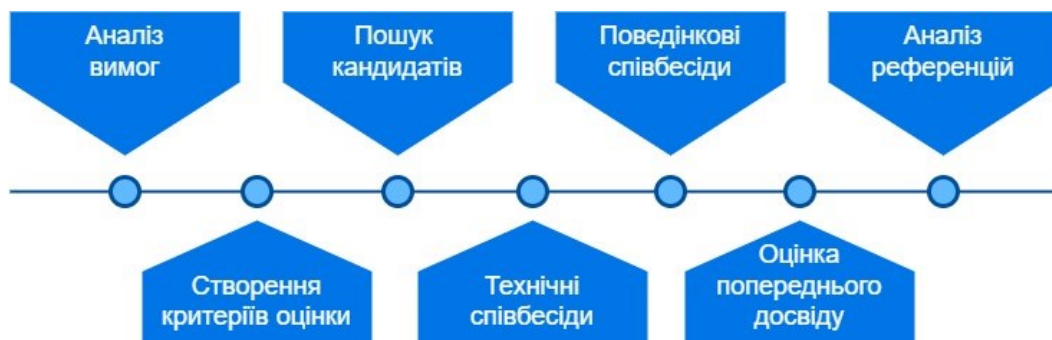 Аналіз
вимог
Пошук
кандидатів
Поведінкові
співбесіди
Аналіз
референцій
Створення
критеріїв оцінки
Технічні
співбесіди
Оцінка
попереднього
досвіду